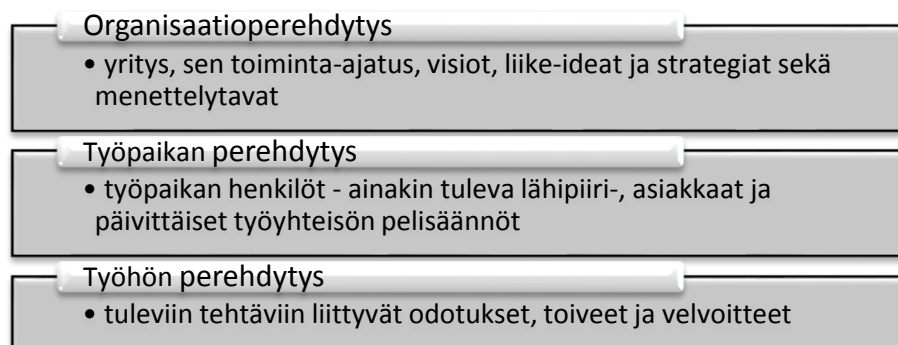 Organisaatioperehdytys
• yritys, sen toiminta-ajatus, visiot, liike-ideat ja strategiat sekä
menettelytavat
Työpaikan perehdytys
• työpaikan henkilöt - ainakin tuleva lähipiiri-, asiakkaat ja
päivittäiset työyhteisön pelisäännöt
Työhön perehdytys
• tuleviin tehtäviin liittyvät odotukset, toiveet ja velvoitteet